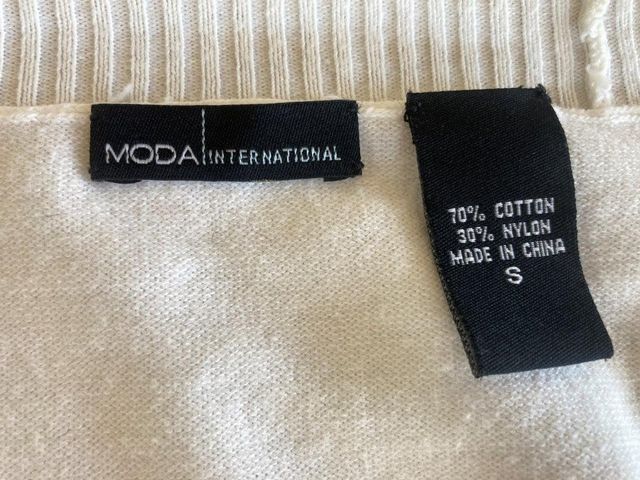 MODA INTERNATIONAL
70% COTTON
30% NYLON
MADE IN CHINA
S